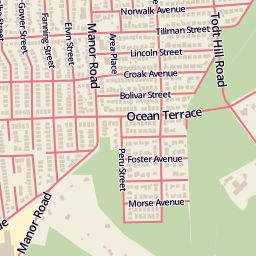 Norwalk Avenue
Tillman Street
Lincoln Street
Croak Avenue
Bolivar Street
Ocean Terrace
Todt Hill Road
Gower Street
Fanning Street
Elvin Street
Manor Road
Area Place
Foster Avenue
Peru Street
Morse Avenue
Manor Road